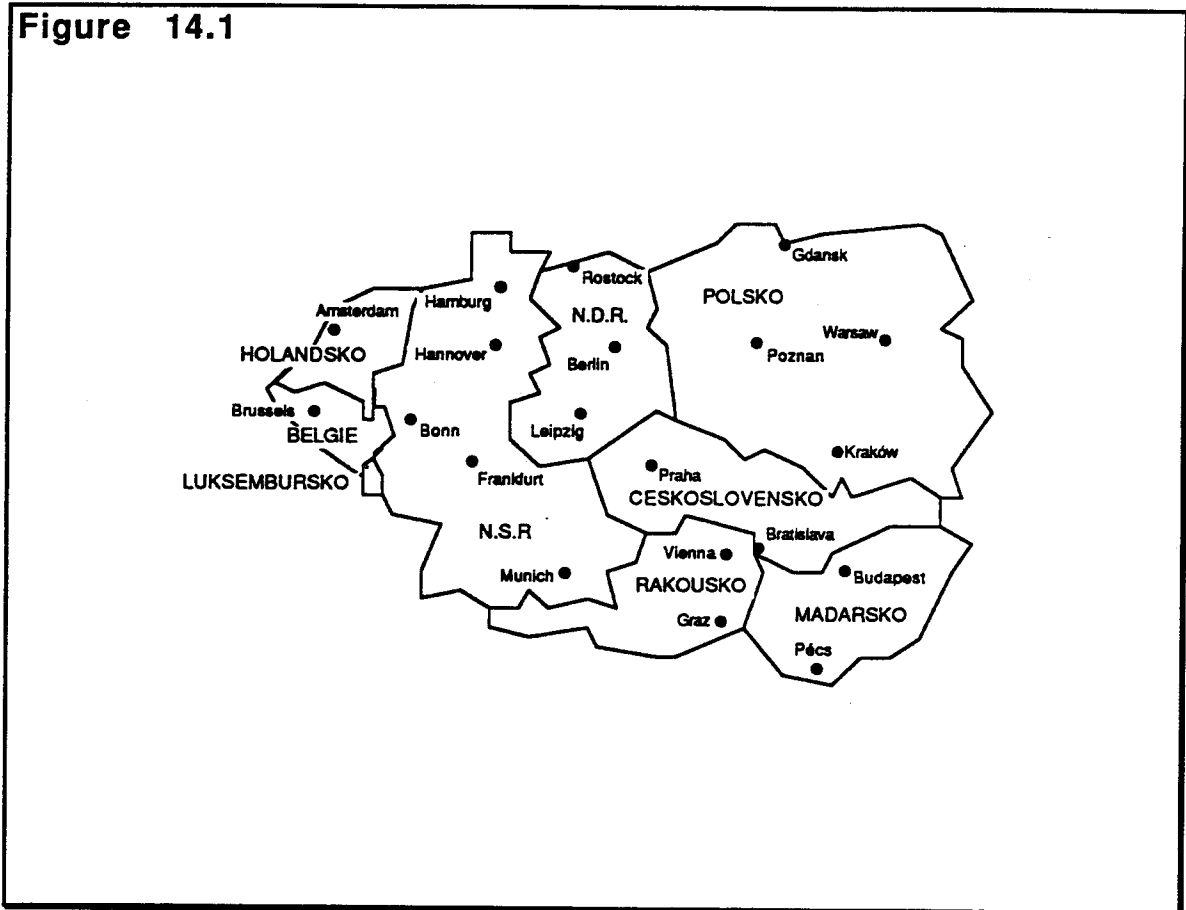 Figure 14.1
Gdansk
Rostock
Hamburg
POLSKO
Amsterdam
N.D.R.
Warsaw
HOLANDSKO
Hannover
Berlin
Poznan
Brussels
BELGIE
Bonn
Leipzig
Kraków
LUKSEMBURSKO
Frankfurt
Praha
CESKOSLOVENSKO
N.S.R
Bratislava
Vienna
Munich
RAKOUSKO
Budapest
Graz
MADARSKO
Pécs